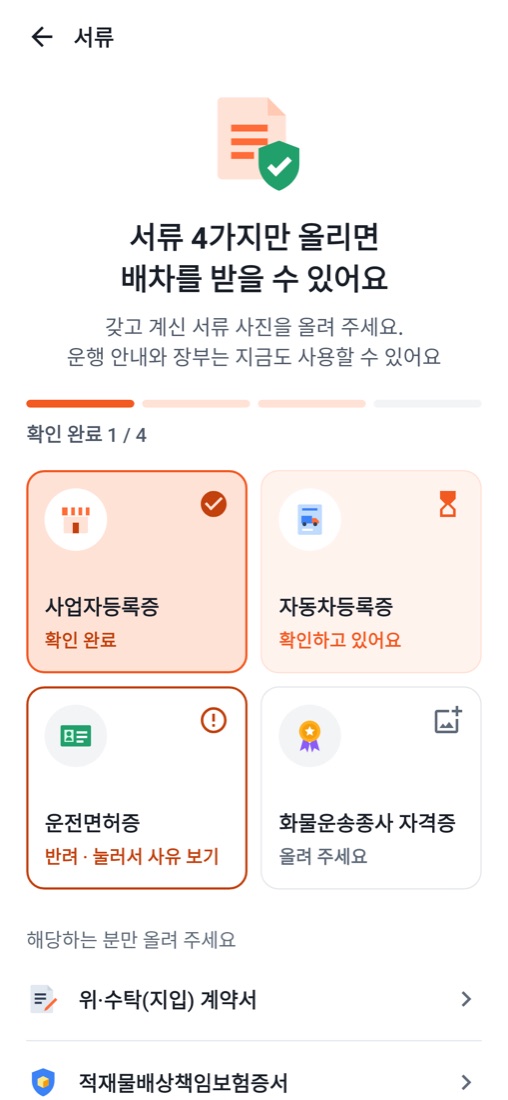 서류
서류 4가지만 올리면
배차를 받을 수 있어요
갖고 계신 서류 사진을 올려 주세요.
운행 안내와 장부는 지금도 사용할 수 있어요
확인 완료 1 / 4
사업자등록증
확인 완료
자동차등록증
확인하고 있어요
운전면허증
반려 · 눌러서 사유 보기
화물운송종사 자격증
올려 주세요
해당하는 분만 올려 주세요
위·수탁(지입) 계약서
적재물배상책임보험증서